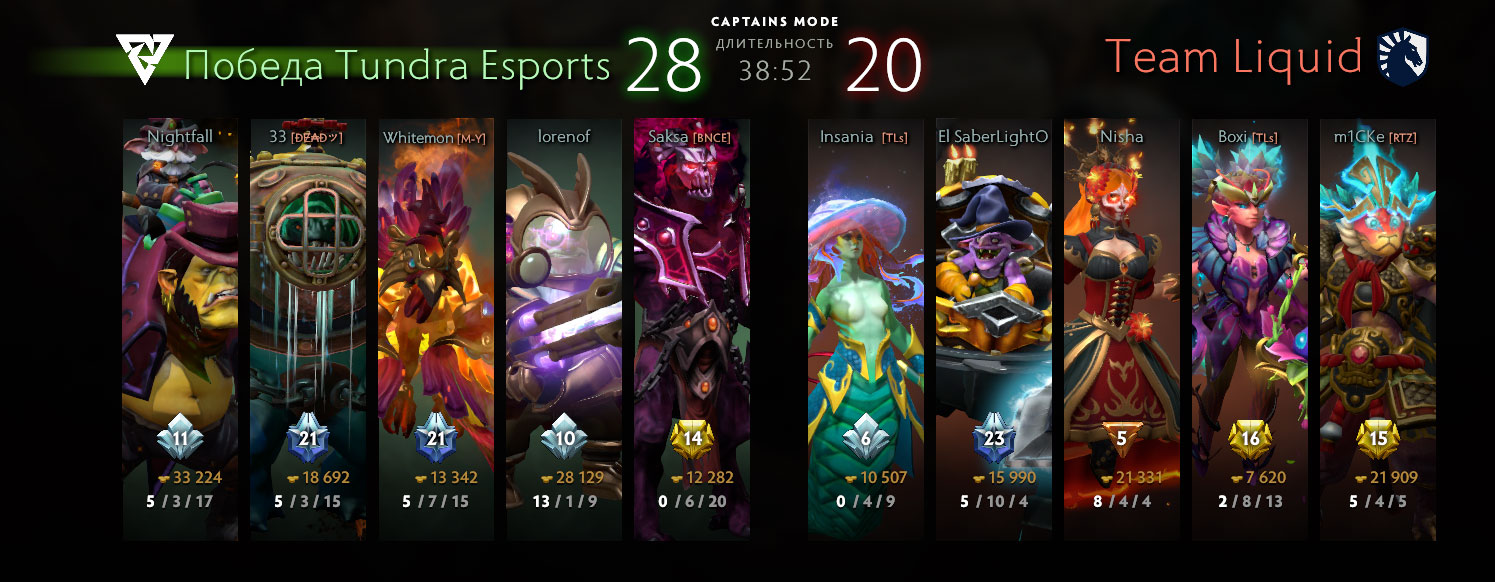 CAPTAINS MODE
Победа Tundra Esports 28 ДЛИТЕЛЬНОСТЬ 20 Team Liquid
38:52
Nightfall 33 [ĐɆ₳Đツ] Whitemon [M-Y] lorenof Saksa [BNCE] Insania [TLs] El SaberLightO Nisha Boxi [TLs] m1CKe [RTZ]
11 21 21 10 14 6 23 5 16 15
33 224 18 692 13 342 28 129 12 282 10 507 15 990 21 331 7 620 21 909
5 / 3 / 17 5 / 3 / 15 5 / 7 / 15 13 / 1 / 9 0 / 6 / 20 0 / 4 / 9 5 / 10 / 4 8 / 4 / 4 2 / 8 / 13 5 / 4 / 5